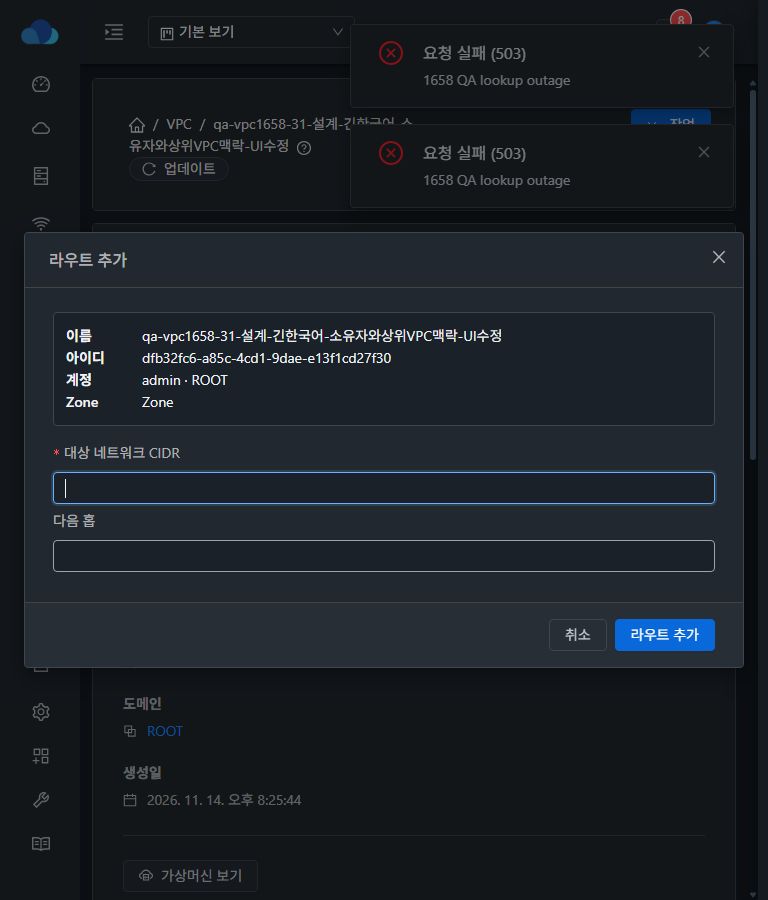 기본 보기
8
요청 실패 (503)
1658 QA lookup outage
/ VPC / qa-vpc1658-31-설계-긴한국어-소
유자와상위VPC맥락-UI수정
작업
업데이트
요청 실패 (503)
1658 QA lookup outage
라우트 추가
이름 qa-vpc1658-31-설계-긴한국어-소유자와상위VPC맥락-UI수정
아이디 dfb32fc6-a85c-4cd1-9dae-e13f1cd27f30
계정 admin · ROOT
Zone Zone
* 대상 네트워크 CIDR
다음 홉
취소 라우트 추가
도메인
ROOT
생성일
2026. 11. 14. 오후 8:25:44
가상머신 보기